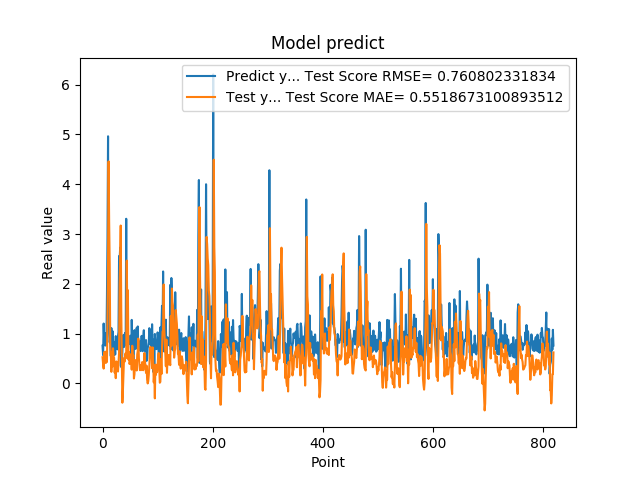 Model predict
Predict y... Test Score RMSE= 0.760802331834
Test y... Test Score MAE= 0.5518673100893512
Real value
6
5
4
3
2
1
0
0 200 400 600 800
Point